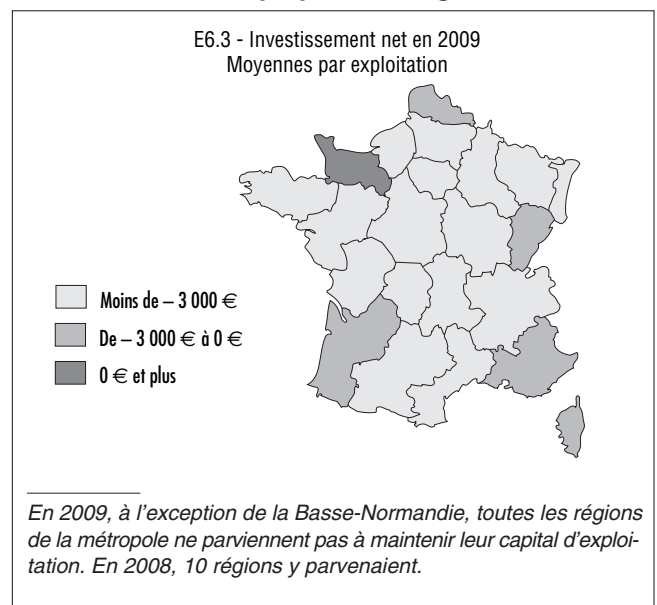 E6.3 - Investissement net en 2009
Moyennes par exploitation
Moins de – 3 000 €
De – 3 000 € à 0 €
0 € et plus
En 2009, à l'exception de la Basse-Normandie, toutes les régions
de la métropole ne parviennent pas à maintenir leur capital d'exploi-
tation. En 2008, 10 régions y parvenaient.